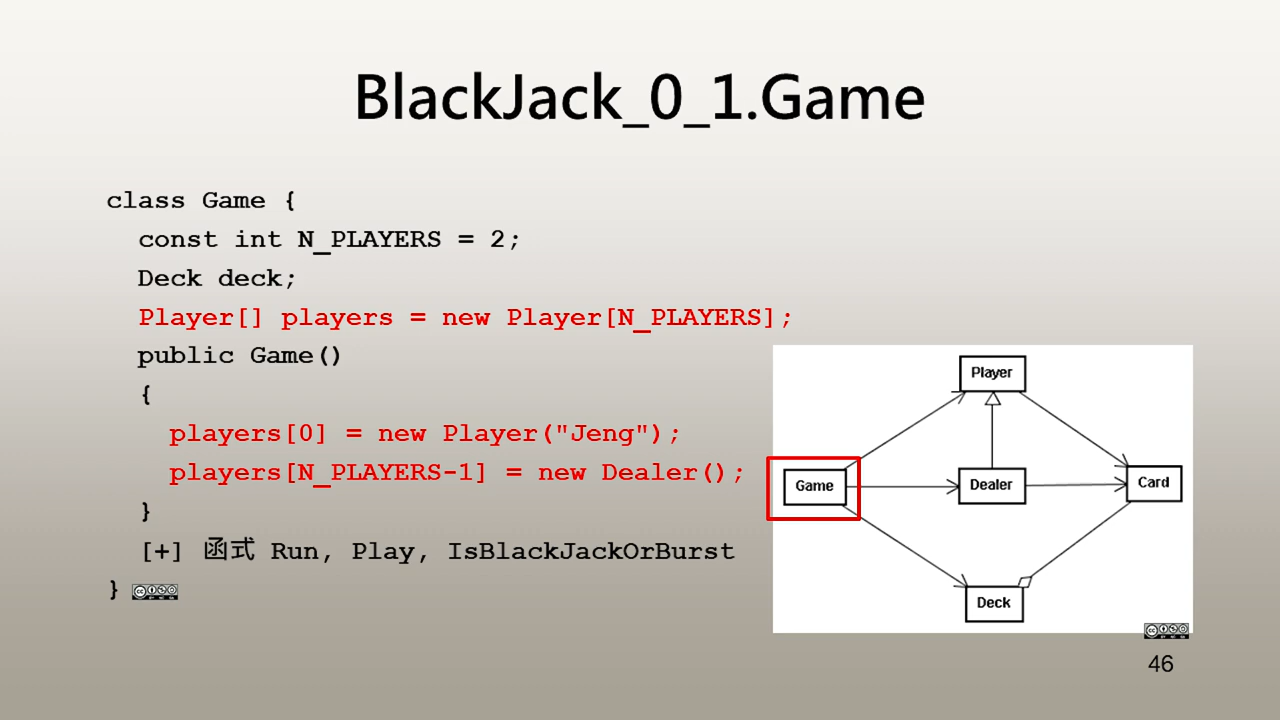 BlackJack_0_1.Game
class Game {
const int N_PLAYERS = 2;
Deck deck;
Player[] players = new Player[N_PLAYERS];
public Game()
{
players[0] = new Player("Jeng");
players[N_PLAYERS-1] = new Dealer();
}
[+] 函式 Run, Play, IsBlackJackOrBurst
}
Player
Game
Dealer
Card
Deck
46